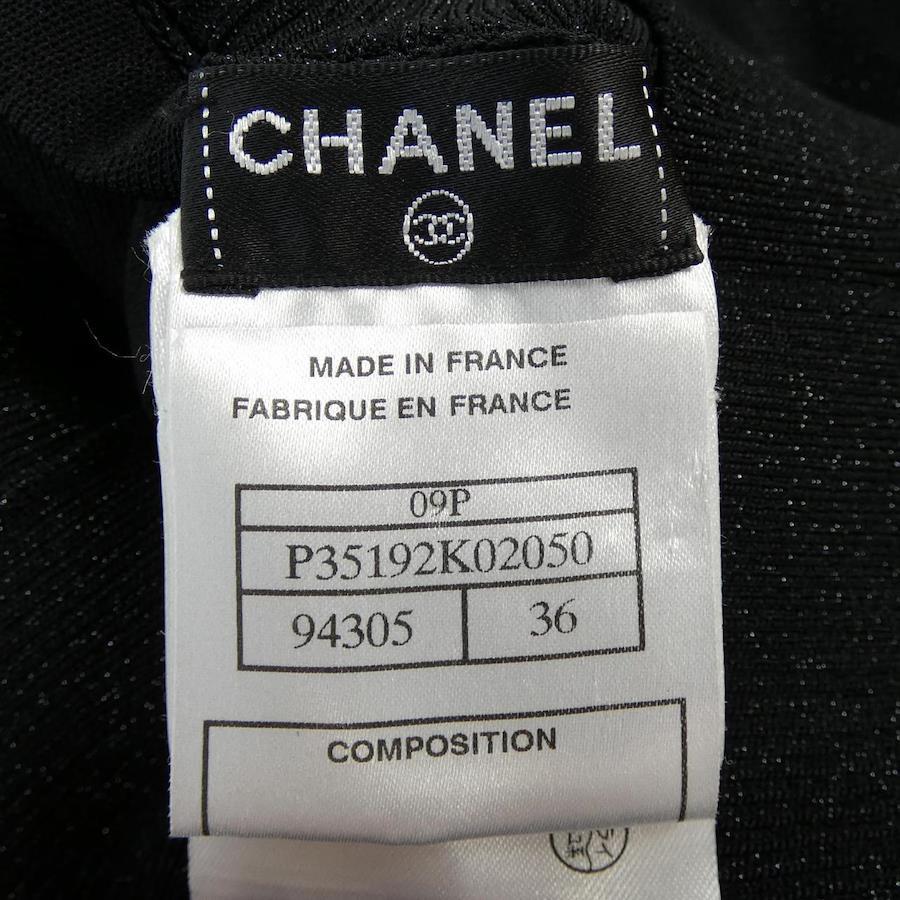 CHANEL
MADE IN FRANCE
FABRIQUE EN FRANCE
09P
P35192K02050
94305 36
COMPOSITION